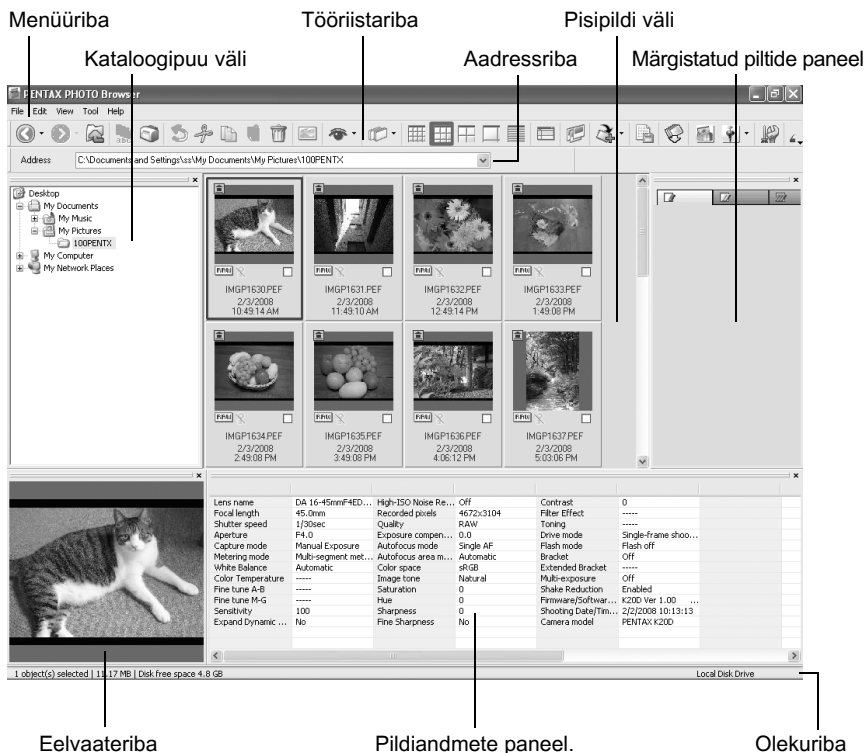 Menüüriba
Tööriistariba
Pisipildi väli
Kataloogipuu väli
Aadressriba
Märgistatud piltide paneel
PENTAX PHOTO Browser
File Edit View Tool Help
Address C:\Documents and Settings\ss\My Documents\My Pictures\100PENTX
Desktop
My Documents
My Music
My Pictures
100PENTX
My Computer
My Network Places
IMGP1630.PEF
2/3/2008
10:49:14 AM
IMGP1631.PEF
2/3/2008
11:49:10 AM
IMGP1632.PEF
2/3/2008
12:49:14 PM
IMGP1633.PEF
2/3/2008
1:49:08 PM
IMGP1634.PEF
2/3/2008
2:49:08 PM
IMGP1635.PEF
2/3/2008
3:49:08 PM
IMGP1636.PEF
2/3/2008
4:06:12 PM
IMGP1637.PEF
2/3/2008
5:03:06 PM
Lens name DA 16-45mmF4ED... High-ISO Noise Re... Off Contrast 0
Focal length 45.0mm Recorded pixels 4672x3104 Filter Effect -----
Shutter speed 1/30sec Quality RAW Toning -----
Aperture F4.0 Exposure compen... 0.0 Drive mode Single-frame shoo...
Capture mode Manual Exposure Autofocus mode Single AF Flash mode Flash off
Metering mode Multi-segment met... Autofocus area m... Automatic Bracket Off
White Balance Automatic Color space sRGB Extended Bracket -----
Color Temperature ----- Image tone Natural Multi-exposure Off
Fine tune A-B ----- Saturation 0 Shake Reduction Enabled
Fine tune M-G ----- Hue 0 Firmware/Softwar... K20D Ver 1.00 ...
Sensitivity 100 Sharpness 0 Shooting Date/Tim... 2/2/2008 10:13:13
Expand Dynamic ... No Fine Sharpness No Camera model PENTAX K20D
1 object(s) selected | 11.17 MB | Disk free space 4.8 GB Local Disk Drive
Eelvaateriba
Pildiandmete paneel.
Olekuriba